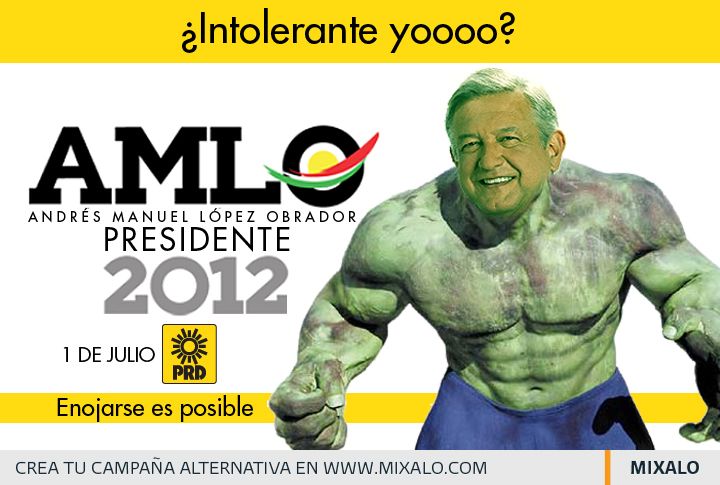 ¿Intolerante yoooo?
AMLO
ANDRÉS MANUEL LÓPEZ OBRADOR
PRESIDENTE
2012
1 DE JULIO
PRD
Enojarse es posible
CREA TU CAMPAÑA ALTERNATIVA EN WWW.MIXALO.COM
MIXALO